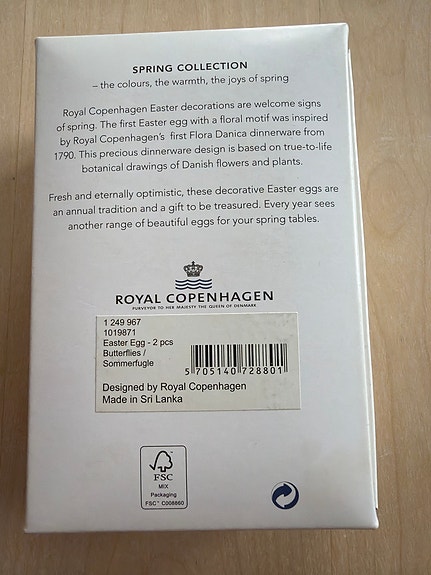 SPRING COLLECTION
– the colours, the warmth, the joys of spring
Royal Copenhagen Easter decorations are welcome signs
of spring. The first Easter egg with a floral motif was inspired
by Royal Copenhagen's first Flora Danica dinnerware from
1790. This precious dinnerware design is based on true-to-life
botanical drawings of Danish flowers and plants.
Fresh and eternally optimistic, these decorative Easter eggs are
an annual tradition and a gift to be treasured. Every year sees
another range of beautiful eggs for your spring tables.
ROYAL COPENHAGEN
PURVEYOR TO HER MAJESTY THE QUEEN OF DENMARK
1 249 967
1019871
Easter Egg - 2 pcs
Butterflies /
Sommerfugle
5 705140 728801
Designed by Royal Copenhagen
Made in Sri Lanka
FSC
MIX
Packaging
FSC™ C008860